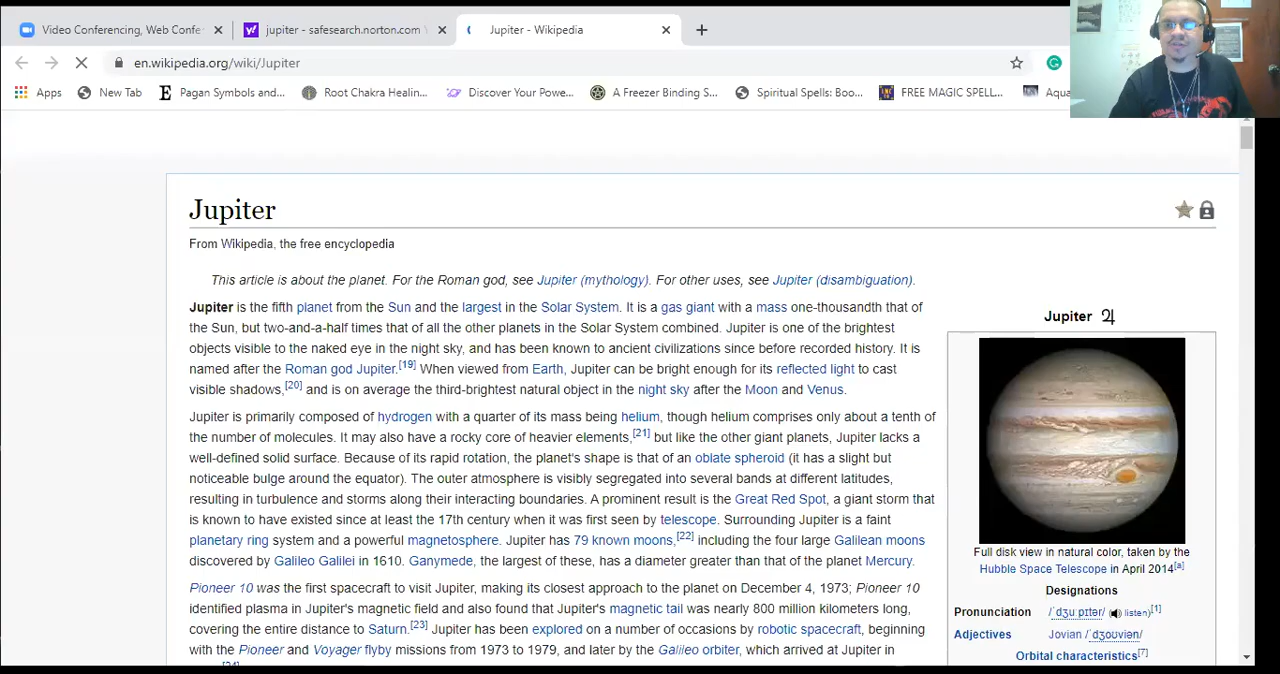 Video Conferencing, Web Confe
jupiter - safesearch.norton.com
Jupiter - Wikipedia
en.wikipedia.org/wiki/Jupiter
Apps
New Tab
Pagan Symbols and...
Root Chakra Healin...
Discover Your Powe...
A Freezer Binding S...
Spiritual Spells: Boo...
FREE MAGIC SPELL...
Aqua
Jupiter
From Wikipedia, the free encyclopedia
This article is about the planet. For the Roman god, see Jupiter (mythology). For other uses, see Jupiter (disambiguation).
Jupiter is the fifth planet from the Sun and the largest in the Solar System. It is a gas giant with a mass one-thousandth that of
the Sun, but two-and-a-half times that of all the other planets in the Solar System combined. Jupiter is one of the brightest
objects visible to the naked eye in the night sky, and has been known to ancient civilizations since before recorded history. It is
named after the Roman god Jupiter.[19] When viewed from Earth, Jupiter can be bright enough for its reflected light to cast
visible shadows,[20] and is on average the third-brightest natural object in the night sky after the Moon and Venus.
Jupiter is primarily composed of hydrogen with a quarter of its mass being helium, though helium comprises only about a tenth of
the number of molecules. It may also have a rocky core of heavier elements,[21] but like the other giant planets, Jupiter lacks a
well-defined solid surface. Because of its rapid rotation, the planet's shape is that of an oblate spheroid (it has a slight but
noticeable bulge around the equator). The outer atmosphere is visibly segregated into several bands at different latitudes,
resulting in turbulence and storms along their interacting boundaries. A prominent result is the Great Red Spot, a giant storm that
is known to have existed since at least the 17th century when it was first seen by telescope. Surrounding Jupiter is a faint
planetary ring system and a powerful magnetosphere. Jupiter has 79 known moons,[22] including the four large Galilean moons
discovered by Galileo Galilei in 1610. Ganymede, the largest of these, has a diameter greater than that of the planet Mercury.
Pioneer 10 was the first spacecraft to visit Jupiter, making its closest approach to the planet on December 4, 1973; Pioneer 10
identified plasma in Jupiter's magnetic field and also found that Jupiter's magnetic tail was nearly 800 million kilometers long,
covering the entire distance to Saturn.[23] Jupiter has been explored on a number of occasions by robotic spacecraft, beginning
with the Pioneer and Voyager flyby missions from 1973 to 1979, and later by the Galileo orbiter, which arrived at Jupiter in
Jupiter ♃
Full disk view in natural color, taken by the
Hubble Space Telescope in April 2014[a]
Designations
Pronunciation /ˈdʒuːpɪtər/ (listen)[1]
Adjectives Jovian /ˈdʒoʊviən/
Orbital characteristics[7]